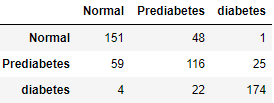 Normal Prediabetes diabetes
Normal 151 48 1
Prediabetes 59 116 25
diabetes 4 22 174